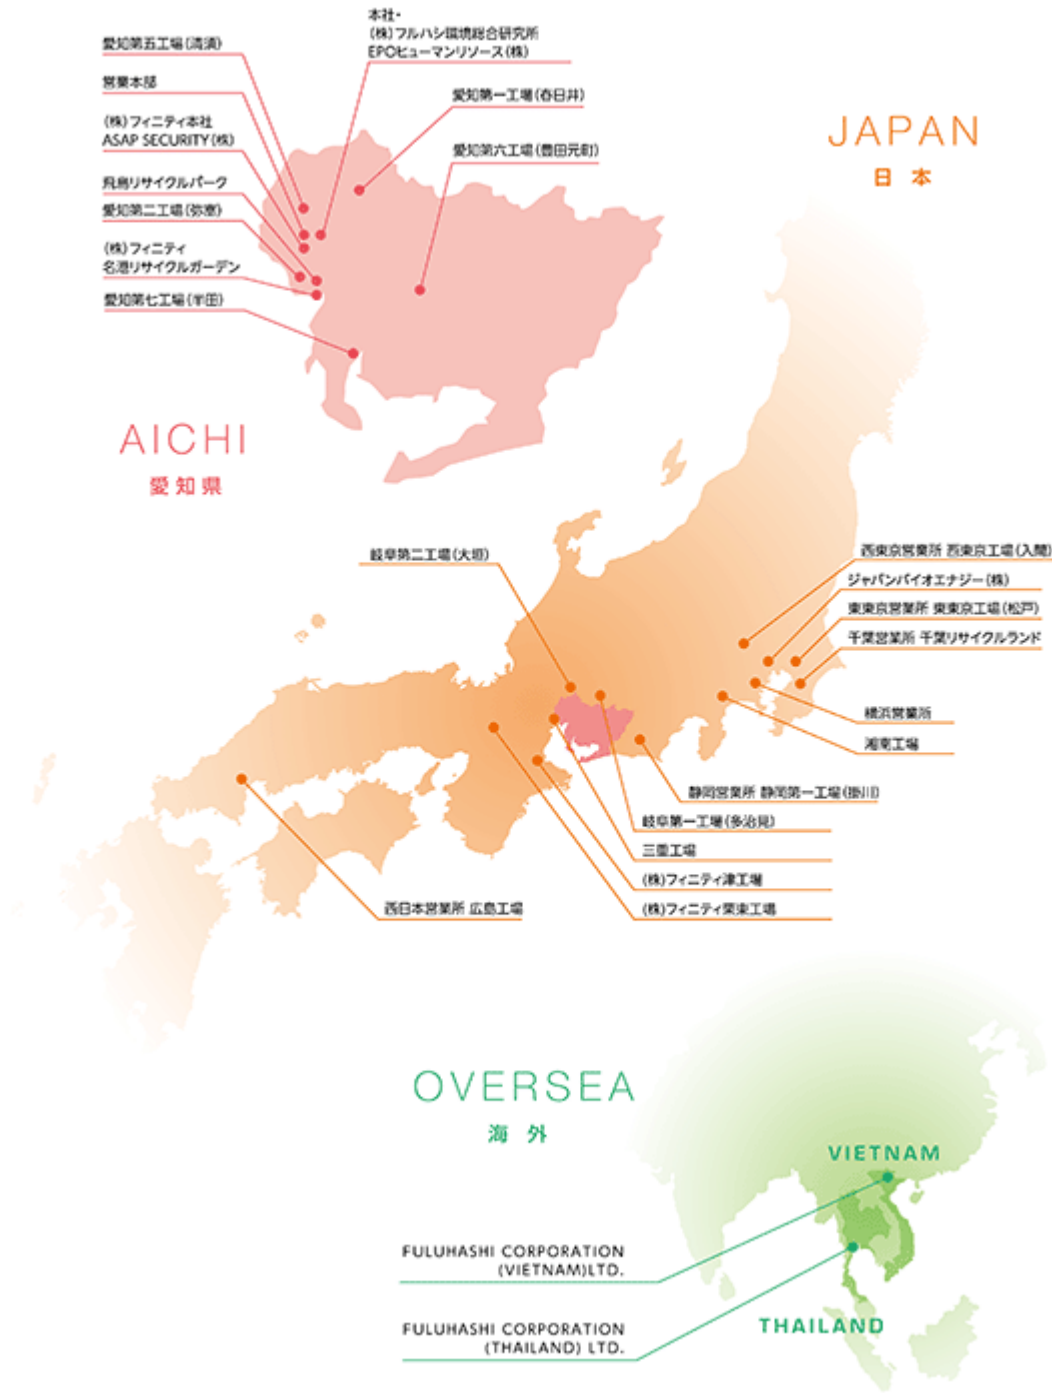 本社・
(株)フルハシ環境総合研究所
EPOヒューマンリソース(株)
愛知第五工場(清須)
営業本部
愛知第一工場(春日井)
(株)フィニティ本社
ASAP SECURITY(株)
愛知第六工場(豊田元町)
飛島リサイクルパーク
愛知第二工場(弥富)
(株)フィニティ
名港リサイクルガーデン
愛知第七工場(半田)
JAPAN
日本
AICHI
愛知県
岐阜第二工場(大垣)
西東京営業所 西東京工場(入間)
ジャパンバイオエナジー(株)
東東京営業所 東東京工場(松戸)
千葉営業所 千葉リサイクルランド
横浜営業所
湘南工場
静岡営業所 静岡第一工場(掛川)
岐阜第一工場(多治見)
三重工場
(株)フィニティ津工場
(株)フィニティ栗東工場
西日本営業所 広島工場
OVERSEA
海外
VIETNAM
FULUHASHI CORPORATION
(VIETNAM)LTD.
THAILAND
FULUHASHI CORPORATION
(THAILAND) LTD.